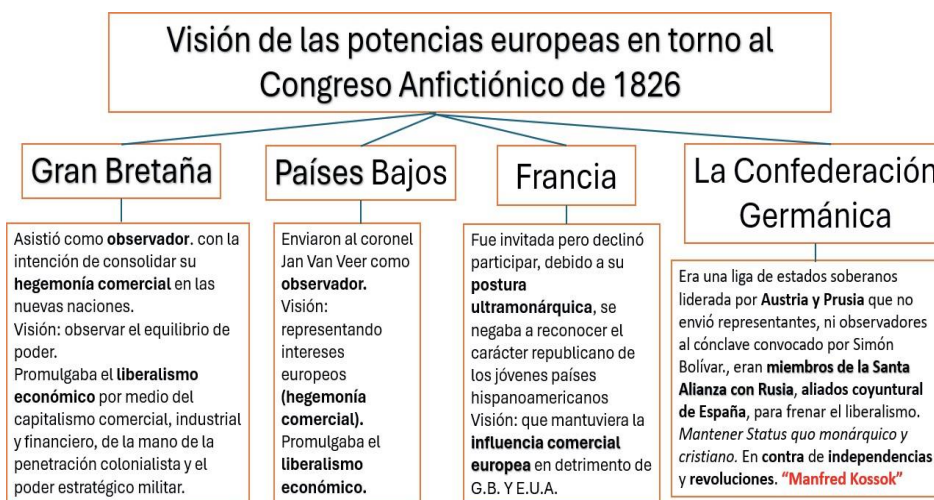 Visión de las potencias europeas en torno al
Congreso Anfictiónico de 1826
Gran Bretaña
Asistió como observador. con la
intención de consolidar su
hegemonía comercial en las
nuevas naciones.
Visión: observar el equilibrio de
poder.
Promulgaba el liberalismo
económico por medio del
capitalismo comercial, industrial
y financiero, de la mano de la
penetración colonialista y el
poder estratégico militar.
Países Bajos
Enviaron al coronel
Jan Van Veer como
observador.
Visión:
representando
intereses
europeos
(hegemonía
comercial).
Promulgaba el
liberalismo
económico.
Francia
Fue invitada pero declinó
participar, debido a su
postura
ultramonárquica, se
negaba a reconocer el
carácter republicano de
los jóvenes países
hispanoamericanos
Visión: que mantuviera la
influencia comercial
europea en detrimento de
G.B. Y E.U.A.
La Confederación
Germánica
Era una liga de estados soberanos
liderada por Austria y Prusia que no
envió representantes, ni observadores
al cónclave convocado por Simón
Bolívar., eran miembros de la Santa
Alianza con Rusia, aliados coyuntural
de España, para frenar el liberalismo.
Mantener Status quo monárquico y
cristiano. En contra de independencias
y revoluciones. “Manfred Kossok”